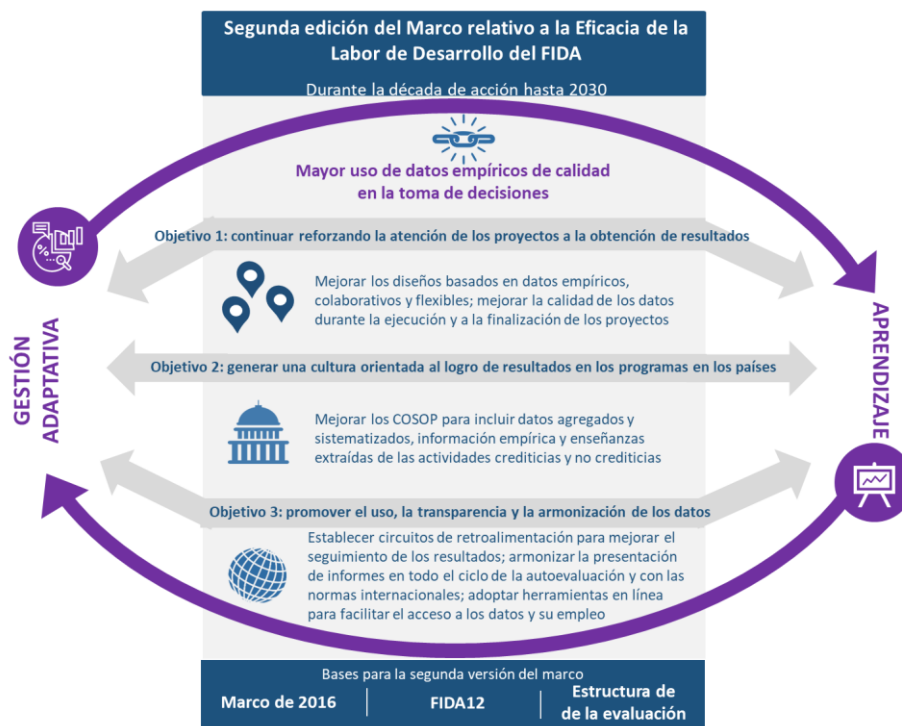 Segunda edición del Marco relativo a la Eficacia de la
Labor de Desarrollo del FIDA
Durante la década de acción hasta 2030
Mayor uso de datos empíricos de calidad
en la toma de decisiones
Objetivo 1: continuar reforzando la atención de los proyectos a la obtención de resultados
Mejorar los diseños basados en datos empíricos,
colaborativos y flexibles; mejorar la calidad de los datos
durante la ejecución y a la finalización de los proyectos
GESTIÓN
ADAPTATIVA
APRENDIZAJE
Objetivo 2: generar una cultura orientada al logro de resultados en los programas en los países
Mejorar los COSOP para incluir datos agregados y
sistematizados, información empírica y enseñanzas
extraídas de las actividades crediticias y no crediticias
Objetivo 3: promover el uso, la transparencia y la armonización de los datos
Establecer circuitos de retroalimentación para mejorar el
seguimiento de los resultados; armonizar la presentación
de informes en todo el ciclo de la autoevaluación y con las
normas internacionales; adoptar herramientas en línea
para facilitar el acceso a los datos y su empleo
Bases para la segunda versión del marco
Marco de 2016
FIDA12
Estructura de
de la evaluación